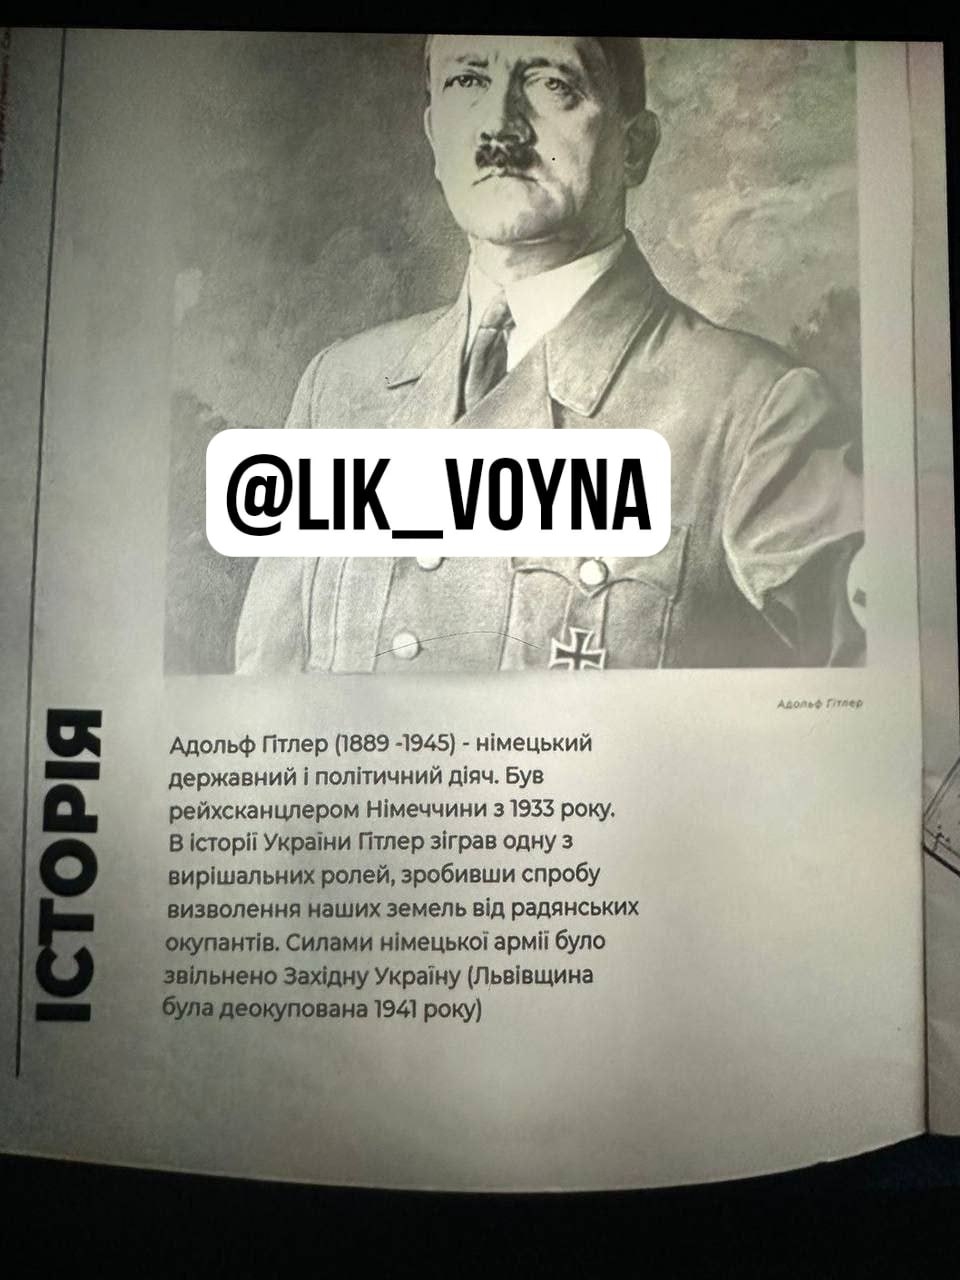 @LIK_VOYNA
Адольф Гітлер
ІСТОРІЯ
Адольф Гітлер (1889 -1945) - німецький
державний і політичний діяч. Був
рейхсканцлером Німеччини з 1933 року.
В історії України Гітлер зіграв одну з
вирішальних ролей, зробивши спробу
визволення наших земель від радянських
окупантів. Силами німецької армії було
звільнено Західну Україну (Львівщина
була деокупована 1941 року)